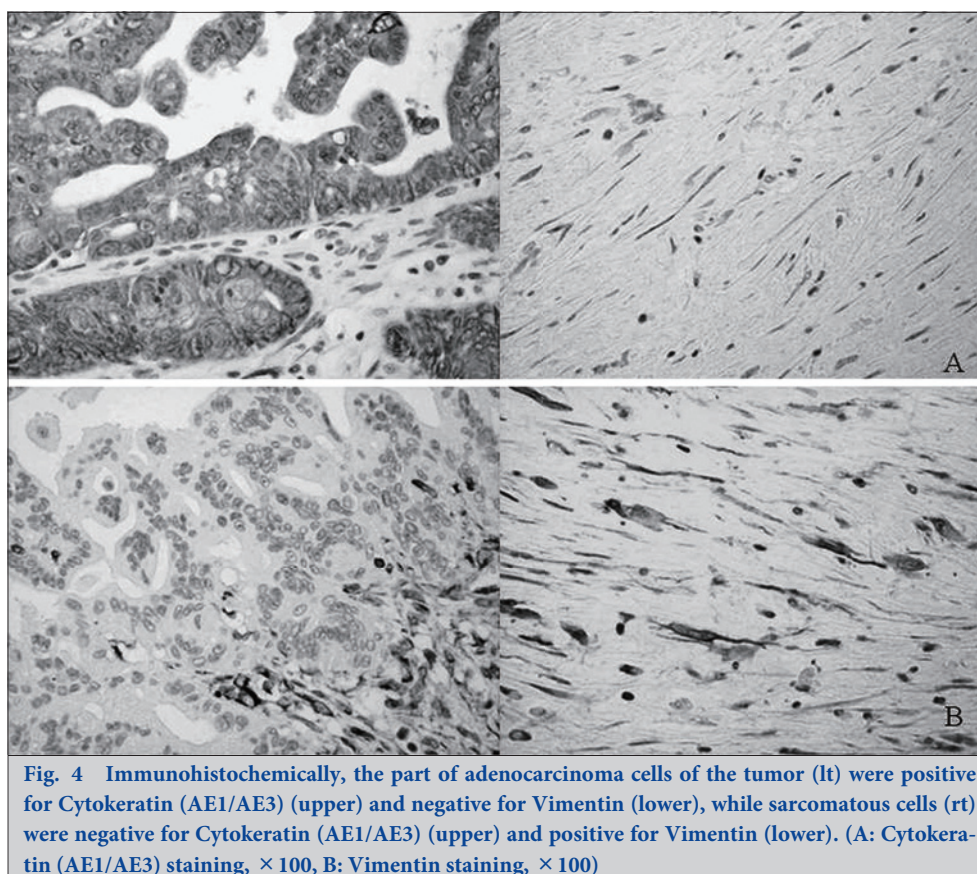 A
B
Fig. 4 Immunohistochemically, the part of adenocarcinoma cells of the tumor (lt) were positive
for Cytokeratin (AE1/AE3) (upper) and negative for Vimentin (lower), while sarcomatous cells (rt)
were negative for Cytokeratin (AE1/AE3) (upper) and positive for Vimentin (lower). (A: Cytokera-
tin (AE1/AE3) staining, × 100, B: Vimentin staining, × 100)